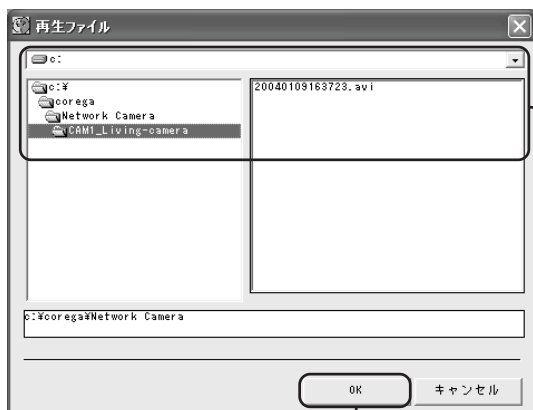 再生ファイル
c:
c:¥
corega
Network Camera
CAM1_Living-camera
20040109163723.avi
c:¥corega¥Network Camera
OK
キャンセル